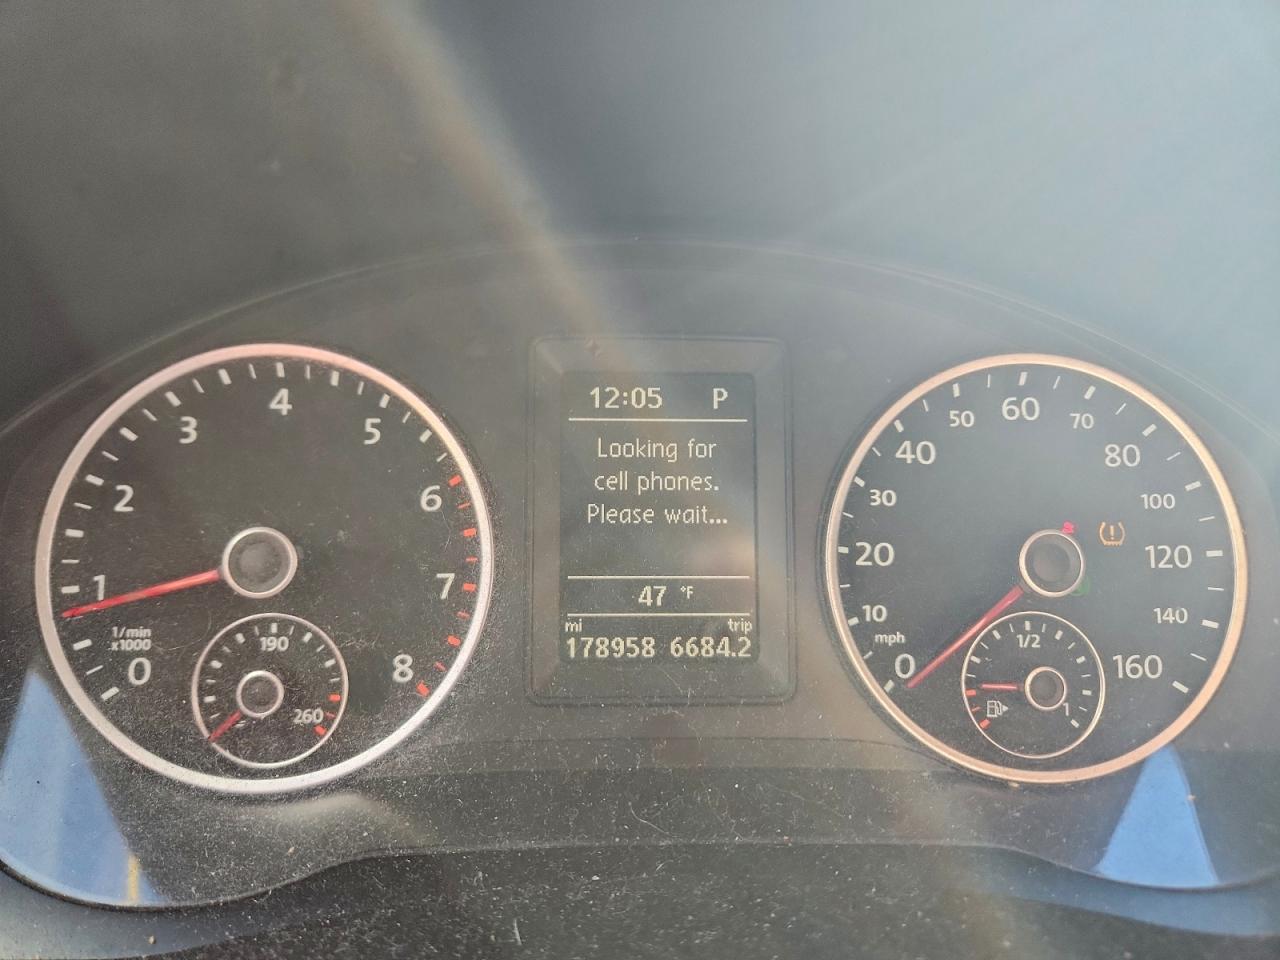 12:05 P
Looking for
cell phones.
Please wait...
47 °F
mi trip
178958 6684.2
0 1 2 3 4 5 6 7 8
1/min
x1000
190
260
0 10 20 30 40 50 60 70 80 100 120 140 160
mph
1/2
1